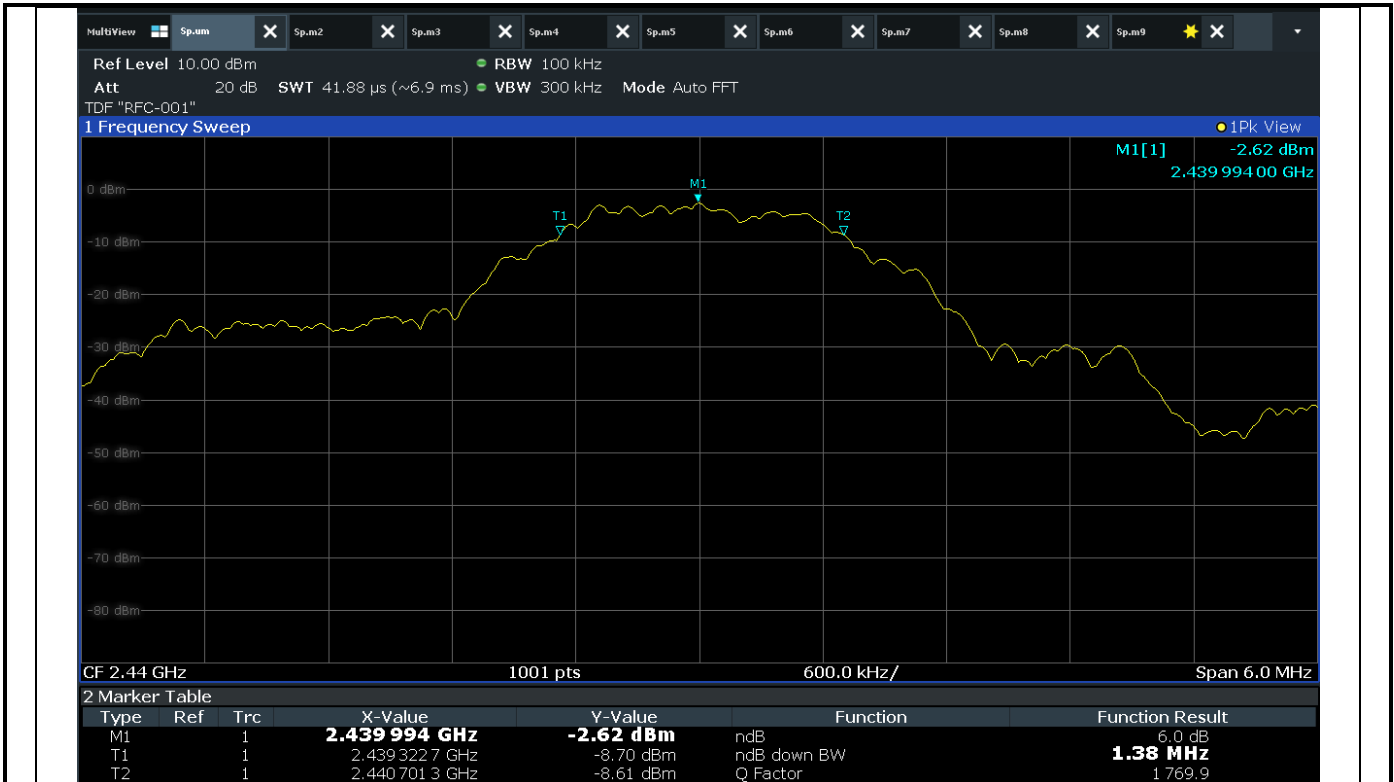 MultiView Sp.um Sp.m2 Sp.m3 Sp.m4 Sp.m5 Sp.m6 Sp.m7 Sp.m8 Sp.m9
Ref Level 10.00 dBm RBW 100 kHz
Att 20 dB SWT 41.88 µs (~6.9 ms) VBW 300 kHz Mode Auto FFT
TDF "RFC-001"
1 Frequency Sweep 1Pk View
M1[1] -2.62 dBm
2.439 994 00 GHz
M1
0 dBm
T1 T2
-10 dBm
-20 dBm
-30 dBm
-40 dBm
-50 dBm
-60 dBm
-70 dBm
-80 dBm
CF 2.44 GHz 1001 pts 600.0 kHz/ Span 6.0 MHz
2 Marker Table
Type Ref Trc X-Value Y-Value Function Function Result
M1 1 2.439 994 GHz -2.62 dBm ndB 6.0 dB
T1 1 2.439 322 7 GHz -8.70 dBm ndB down BW 1.38 MHz
T2 1 2.440 701 3 GHz -8.61 dBm Q Factor 1 769.9